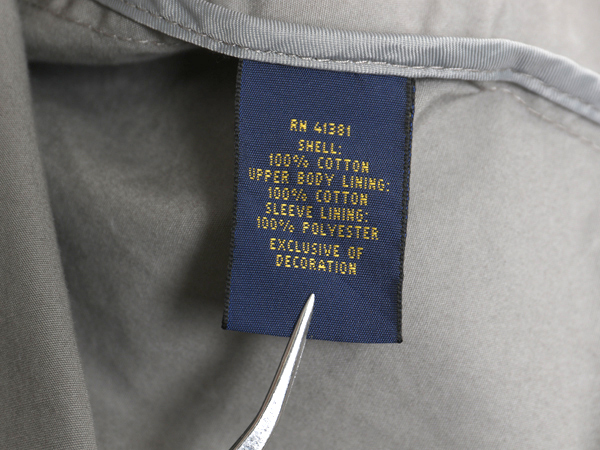 RN 41381
SHELL:
100% COTTON
UPPER BODY LINING:
100% COTTON
SLEEVE LINING:
100% POLYESTER
EXCLUSIVE OF
DECORATION